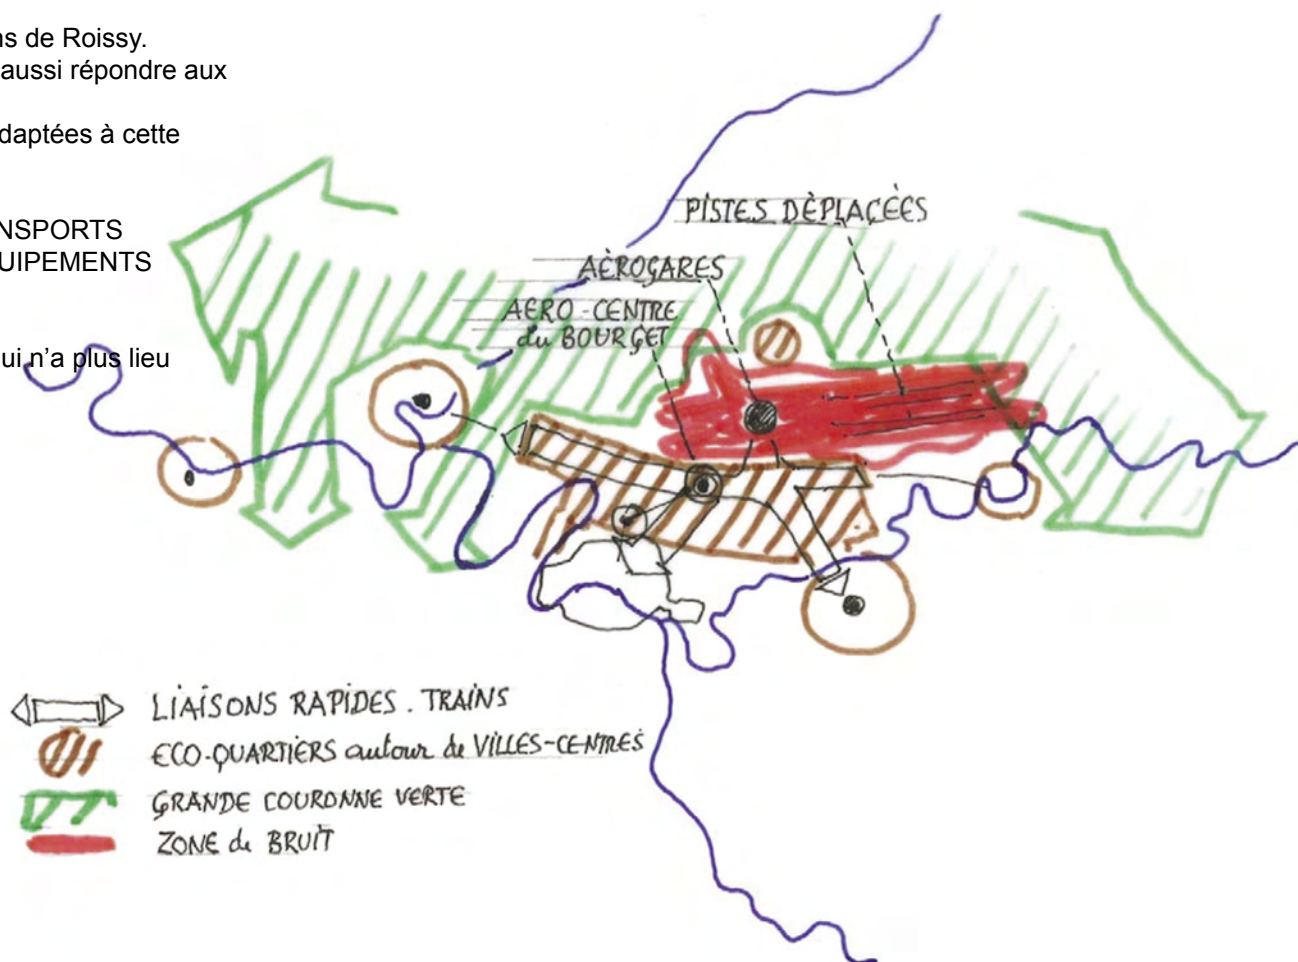 ns de Roissy.
aussi répondre aux
daptées à cette
NSPORTS
UIPEMENTS
ui n'a plus lieu
PISTES DÈPLACÉES
AÈROGARES
AERO-CENTRE
du BOURGET
LIAISONS RAPIDES. TRAINS
ECO-QUARTIERS autour de VILLES-CENTRES
GRANDE COURONNE VERTE
ZONE de BRUIT